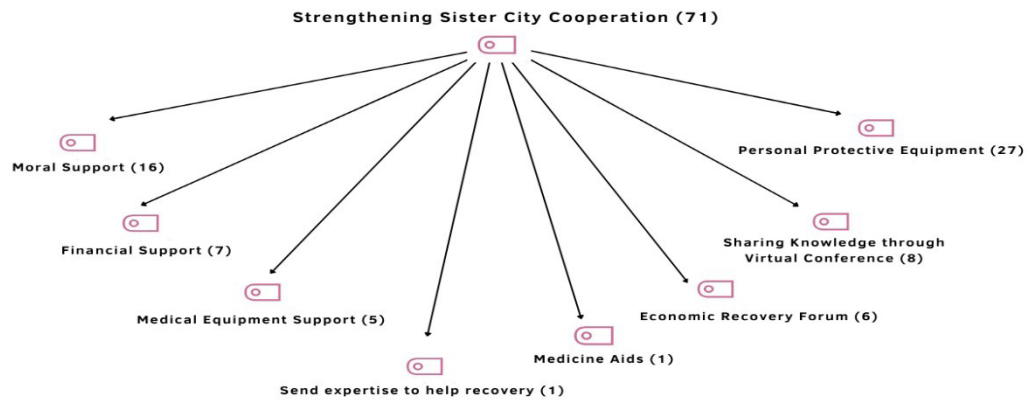 Strengthening Sister City Cooperation (71)
Personal Protective Equipment (27)
Moral Support (16)
Sharing Knowledge through
Virtual Conference (8)
Financial Support (7)
Economic Recovery Forum (6)
Medical Equipment Support (5)
Medicine Aids (1)
Send expertise to help recovery (1)